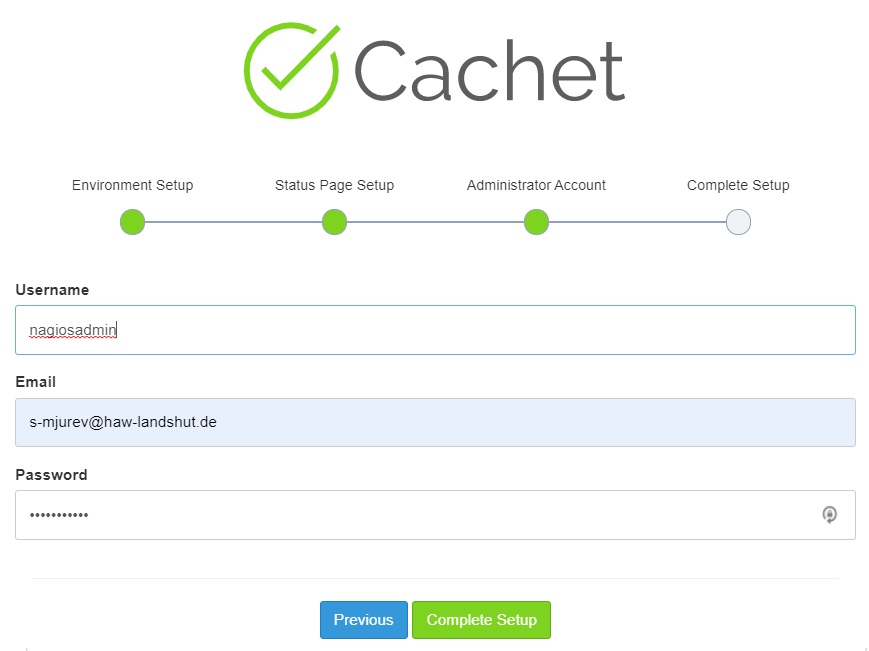 Cachet
Environment Setup Status Page Setup Administrator Account Complete Setup
Username
nagiosadmin
Email
s-mjurev@haw-landshut.de
Password
•••••••••••
Previous Complete Setup